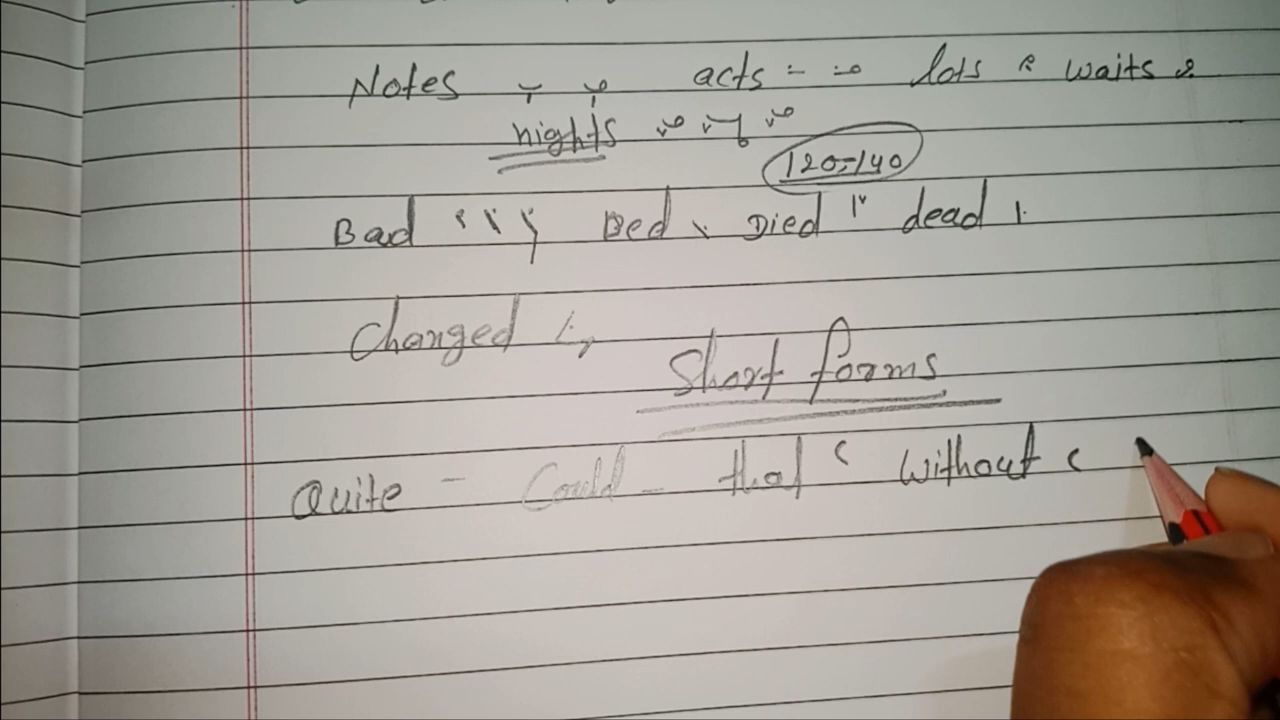 Notes acts lots waits
nights
120-140
Bad Bed Died dead
Changed
Short forms
Quite Could that without